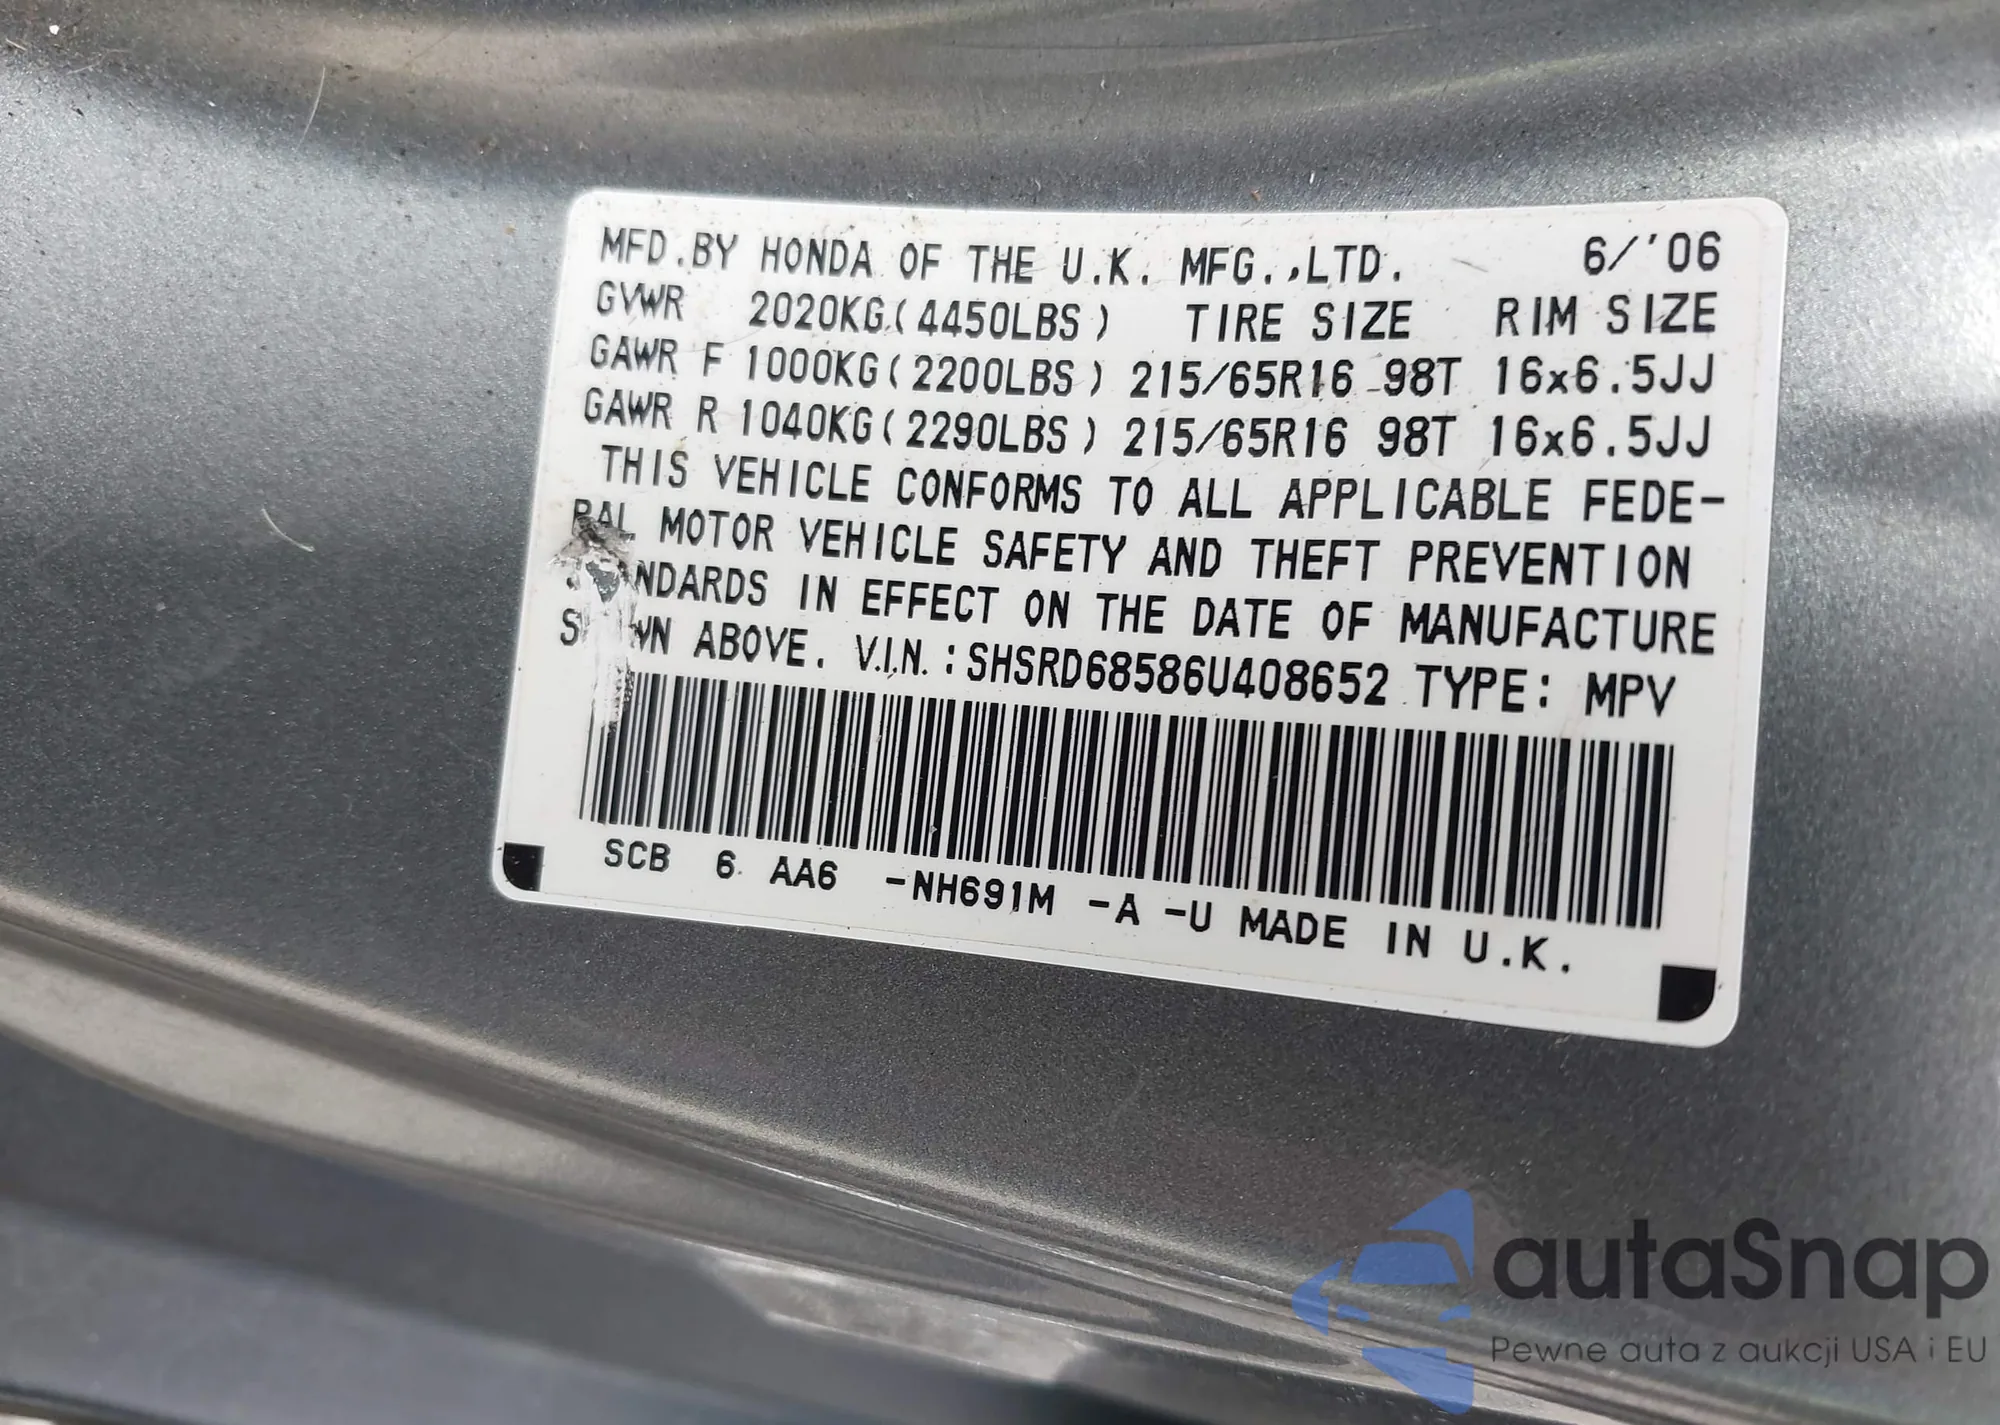 MFD.BY HONDA OF THE U.K. MFG.,LTD. 6/'06
GVWR 2020KG(4450LBS) TIRE SIZE RIM SIZE
GAWR F 1000KG(2200LBS) 215/65R16 98T 16x6.5JJ
GAWR R 1040KG(2290LBS) 215/65R16 98T 16x6.5JJ
THIS VEHICLE CONFORMS TO ALL APPLICABLE FEDE-
RAL MOTOR VEHICLE SAFETY AND THEFT PREVENTION
NDARDS IN EFFECT ON THE DATE OF MANUFACTURE
ABOVE. V.I.N.:SHSRD68586U408652 TYPE: MPV
SCB 6 AA6 -NH691M -A -U MADE IN U.K.
autaSnap
Pewne auta z aukcji USA i EU